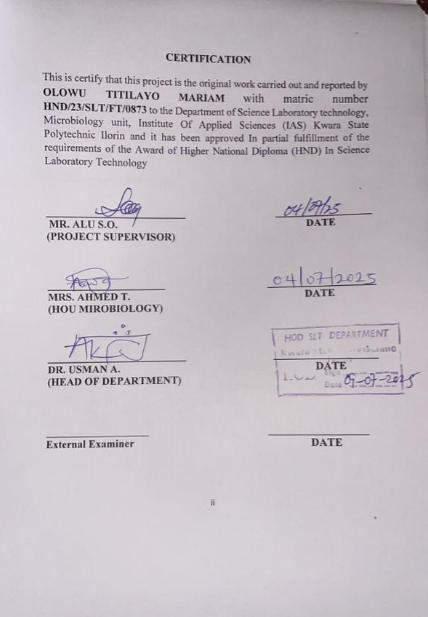 CERTIFICATION
This is certify that this project is the original work carried out and reported by
OLOWU TITILAYO MARIAM with matric number
HND/23/SLT/FT/0873 to the Department of Science Laboratory technology,
Microbiology unit, Institute Of Applied Sciences (IAS) Kwara State
Polytechnic Ilorin and it has been approved In partial fulfillment of the
requirements of the Award of Higher National Diploma (HND) In Science
Laboratory Technology
04/07/25
MR. ALU S.O. DATE
(PROJECT SUPERVISOR)
04/07/2025
MRS. AHMED T. DATE
(HOU MIROBIOLOGY)
HOD SLT DEPARTMENT
DR. USMAN A. DATE
(HEAD OF DEPARTMENT) Date 09-07-2025
External Examiner DATE
ii